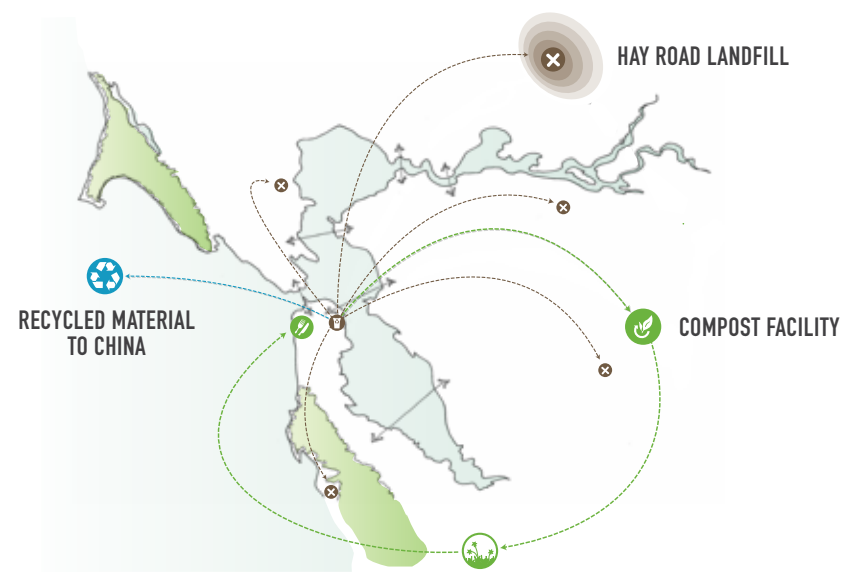 HAY ROAD LANDFILL
RECYCLED MATERIAL
TO CHINA
COMPOST FACILITY